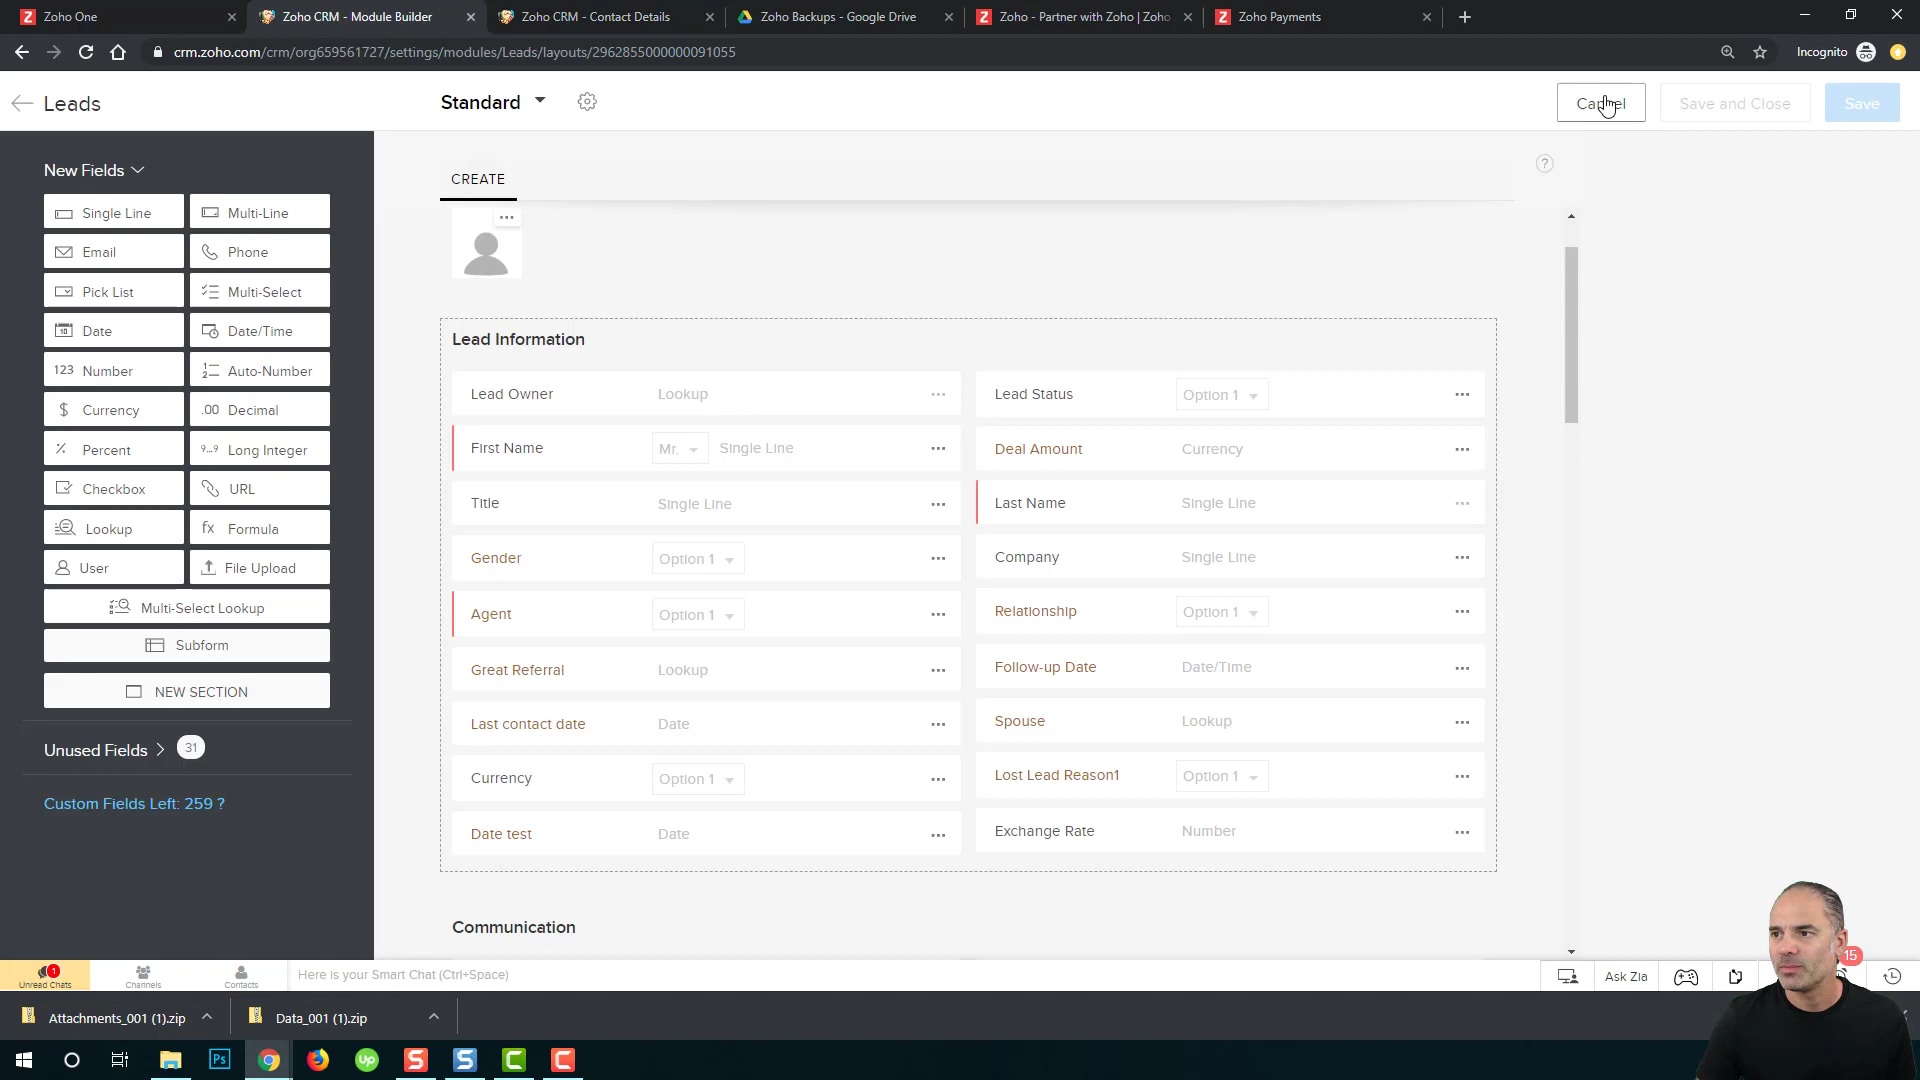 Zoho One
Zoho CRM - Module Builder
Zoho CRM - Contact Details
Zoho Backups - Google Drive
Zoho - Partner with Zoho | Zoho
Zoho Payments
crm.zoho.com/crm/org659561727/settings/modules/Leads/layouts/2962855000000091055
Incognito
Leads
Standard
Cancel
Save and Close
Save
New Fields
Single Line
Multi-Line
Email
Phone
Pick List
Multi-Select
Date
Date/Time
123 Number
Auto-Number
$ Currency
.00 Decimal
Percent
9...9 Long Integer
Checkbox
URL
Lookup
fx Formula
User
File Upload
Multi-Select Lookup
Subform
NEW SECTION
Unused Fields
31
Custom Fields Left: 259 ?
CREATE
?
Lead Information
Lead Owner Lookup
Lead Status Option 1
First Name Mr. Single Line
Deal Amount Currency
Title Single Line
Last Name Single Line
Gender Option 1
Company Single Line
Agent Option 1
Relationship Option 1
Great Referral Lookup
Follow-up Date Date/Time
Last contact date Date
Spouse Lookup
Currency Option 1
Lost Lead Reason1 Option 1
Date test Date
Exchange Rate Number
Communication
1
Unread Chats
Channels
Contacts
Here is your Smart Chat (Ctrl+Space)
Ask Zia
15
Attachments_001 (1).zip
Data_001 (1).zip
Ps
Up
S
S
C
C